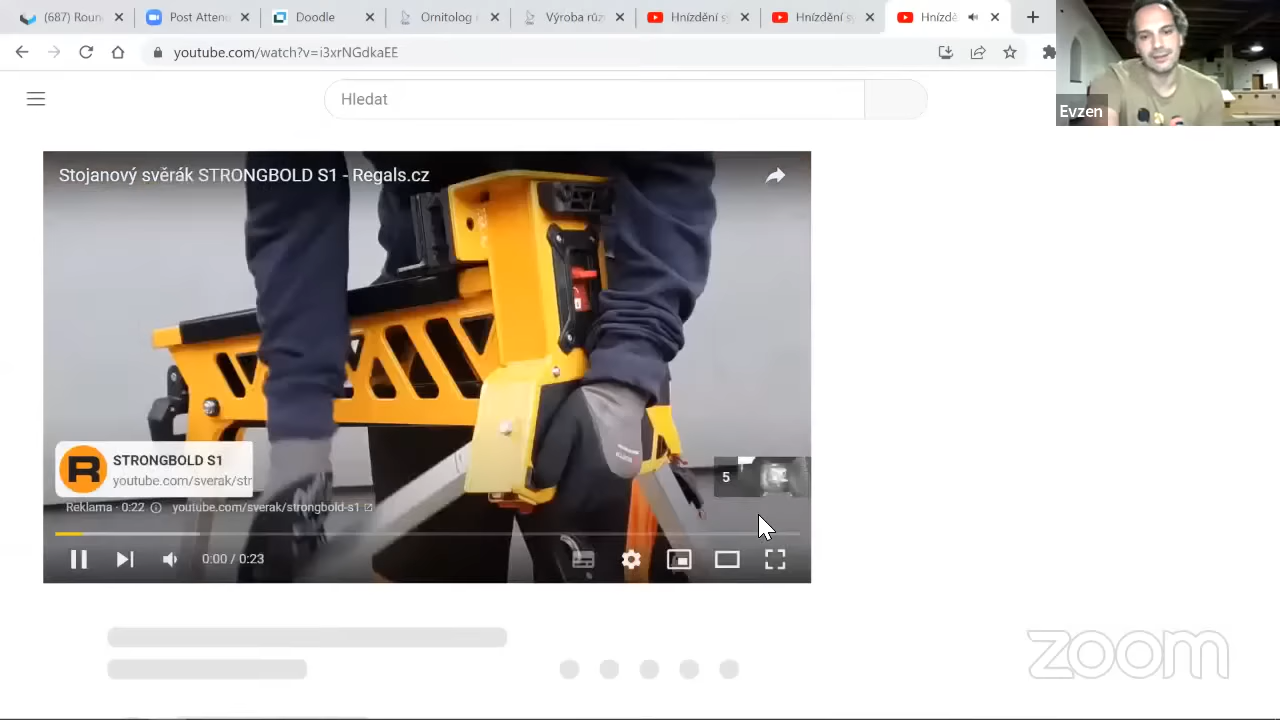 (687) Roun
Post Atten
Doodle
Ornitolog
Výroba rů
Hnízdění s
Hnízdění s
Hnízdě
youtube.com/watch?v=i3xrNGdkaEE
Evzen
Hledat
Stojanový svěrák STRONGBOLD S1 - Regals.cz
R
STRONGBOLD S1
youtube.com/sverak/str
5
Reklama · 0:22
youtube.com/sverak/strongbold-s1
0:00 / 0:23
zoom